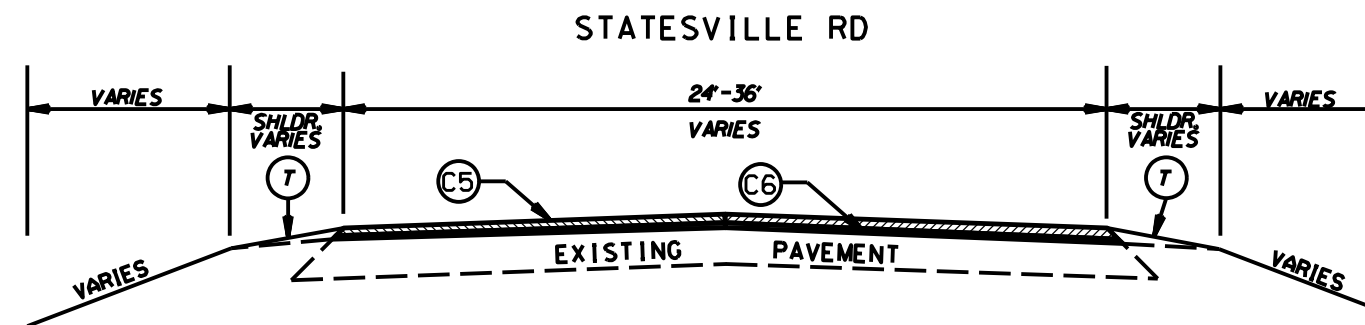 STATESVILLE RD
VARIES
24'-36'
VARIES
SHLDR.
VARIES
VARIES
SHLDR.
VARIES
T
C5
C6
T
EXISTING PAVEMENT
VARIES
VARIES